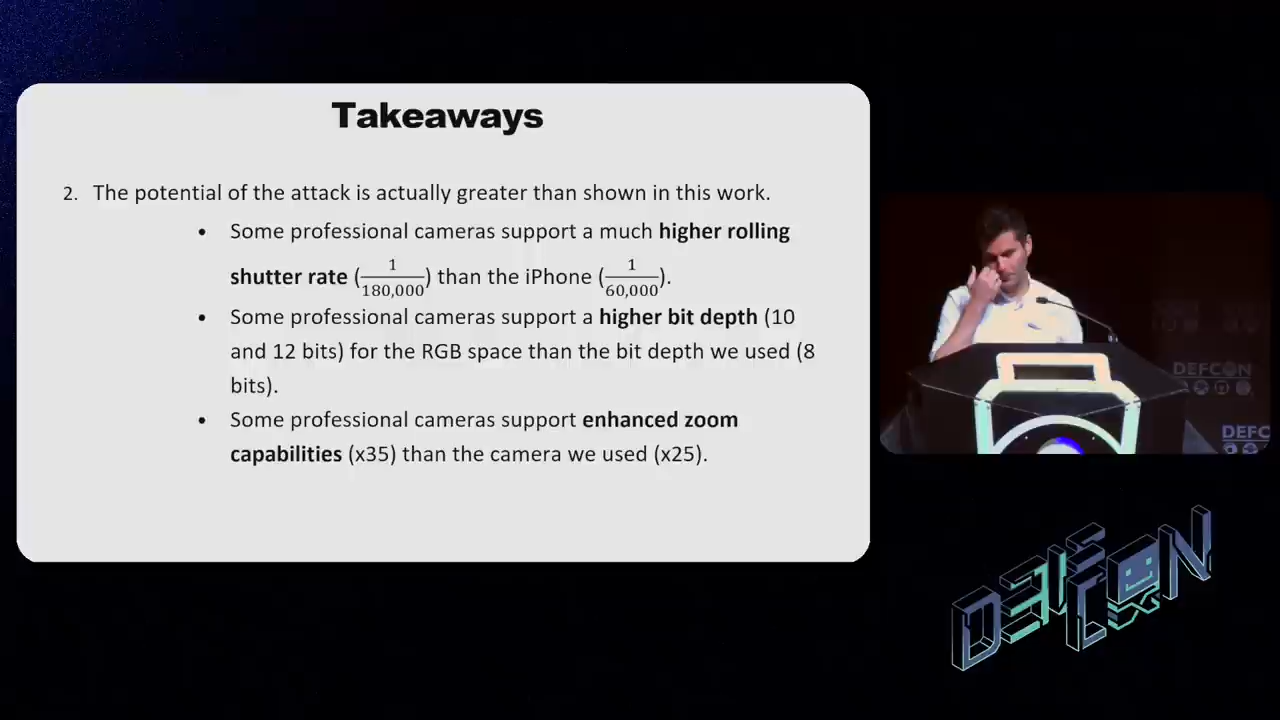 Takeaways
2. The potential of the attack is actually greater than shown in this work.
• Some professional cameras support a much higher rolling
shutter rate (1/180,000) than the iPhone (1/60,000).
• Some professional cameras support a higher bit depth (10
and 12 bits) for the RGB space than the bit depth we used (8
bits).
• Some professional cameras support enhanced zoom
capabilities (x35) than the camera we used (x25).
DEFCON
DEFC
DEF CON